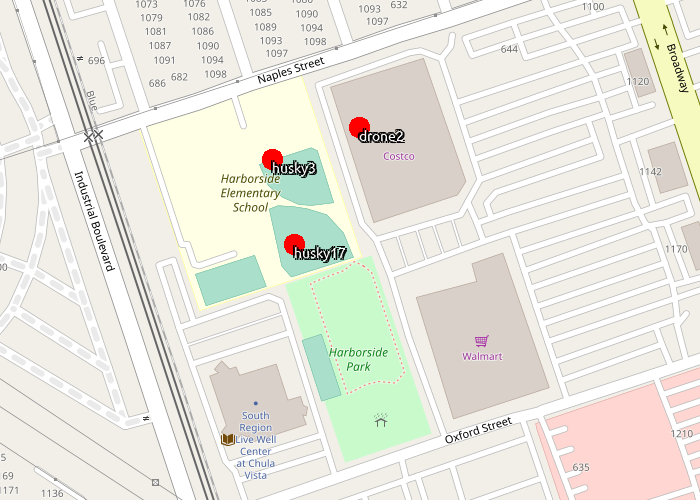 1073
1079
1081
1087
1091
1076
1082
1086
1090
1094
1098
1085
1089
1093
1097
1090
1094
1098
1093
1097
632
1100
644
696
686
682
Naples Street
Broadway
1120
1142
1170
Blue
drone2
Costco
husky3
Harborside
Elementary
School
husky17
Industrial Boulevard
Harborside
Park
Walmart
South
Region
Live Well
Center
at Chula
Vista
Oxford Street
635
1210
169
1171
1136